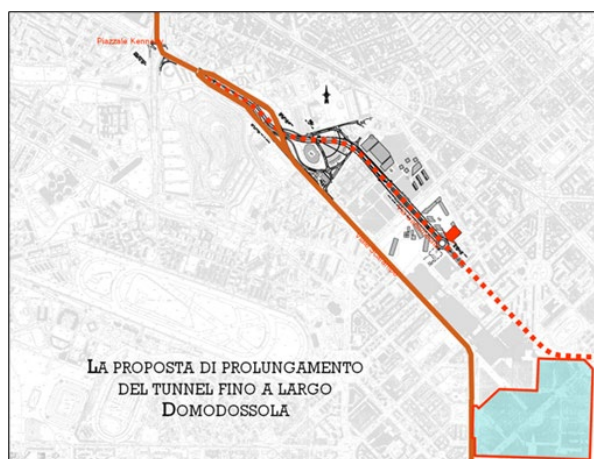 Piazzale Kennedy
LA PROPOSTA DI PROLUNGAMENTO
DEL TUNNEL FINO A LARGO
DOMODOSSOLA